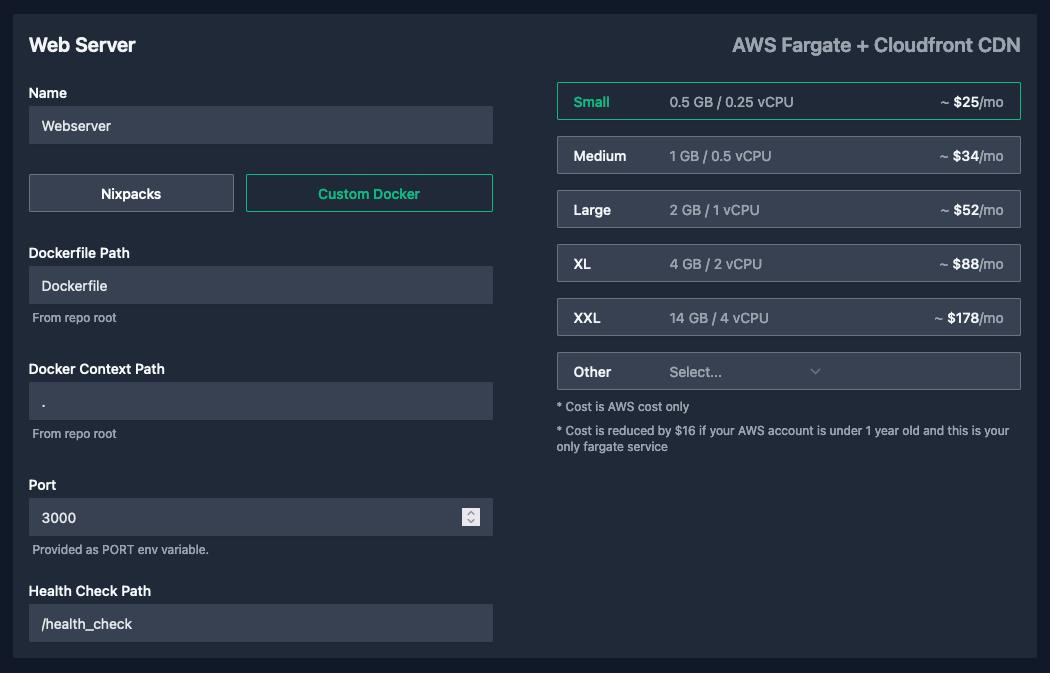 Web Server
AWS Fargate + Cloudfront CDN
Name
Webserver
Nixpacks
Custom Docker
Dockerfile Path
Dockerfile
From repo root
Docker Context Path
.
From repo root
Port
3000
Provided as PORT env variable.
Health Check Path
/health_check
Small 0.5 GB / 0.25 vCPU ~ $25/mo
Medium 1 GB / 0.5 vCPU ~ $34/mo
Large 2 GB / 1 vCPU ~ $52/mo
XL 4 GB / 2 vCPU ~ $88/mo
XXL 14 GB / 4 vCPU ~ $178/mo
Other Select...
* Cost is AWS cost only
* Cost is reduced by $16 if your AWS account is under 1 year old and this is your
only fargate service